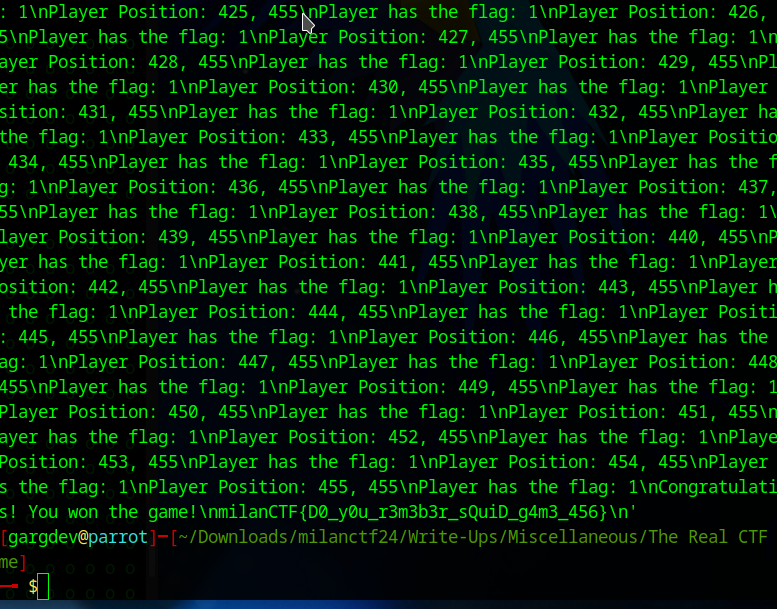 : 1\nPlayer Position: 425, 455\nPlayer has the flag: 1\nPlayer Position: 426,
5\nPlayer has the flag: 1\nPlayer Position: 427, 455\nPlayer has the flag: 1\n
ayer Position: 428, 455\nPlayer has the flag: 1\nPlayer Position: 429, 455\nPl
er has the flag: 1\nPlayer Position: 430, 455\nPlayer has the flag: 1\nPlayer
sition: 431, 455\nPlayer has the flag: 1\nPlayer Position: 432, 455\nPlayer ha
the flag: 1\nPlayer Position: 433, 455\nPlayer has the flag: 1\nPlayer Positio
434, 455\nPlayer has the flag: 1\nPlayer Position: 435, 455\nPlayer has the f
g: 1\nPlayer Position: 436, 455\nPlayer has the flag: 1\nPlayer Position: 437,
55\nPlayer has the flag: 1\nPlayer Position: 438, 455\nPlayer has the flag: 1\
layer Position: 439, 455\nPlayer has the flag: 1\nPlayer Position: 440, 455\nP
yer has the flag: 1\nPlayer Position: 441, 455\nPlayer has the flag: 1\nPlayer
osition: 442, 455\nPlayer has the flag: 1\nPlayer Position: 443, 455\nPlayer h
the flag: 1\nPlayer Position: 444, 455\nPlayer has the flag: 1\nPlayer Positi
: 445, 455\nPlayer has the flag: 1\nPlayer Position: 446, 455\nPlayer has the
ag: 1\nPlayer Position: 447, 455\nPlayer has the flag: 1\nPlayer Position: 448
455\nPlayer has the flag: 1\nPlayer Position: 449, 455\nPlayer has the flag: 1
Player Position: 450, 455\nPlayer has the flag: 1\nPlayer Position: 451, 455\n
ayer has the flag: 1\nPlayer Position: 452, 455\nPlayer has the flag: 1\nPlaye
Position: 453, 455\nPlayer has the flag: 1\nPlayer Position: 454, 455\nPlayer
s the flag: 1\nPlayer Position: 455, 455\nPlayer has the flag: 1\nCongratulati
s! You won the game!\nmilanCTF{D0_y0u_r3m3b3r_sQuiD_g4m3_456}\n'
[gargdev@parrot]─[~/Downloads/milanctf24/Write-Ups/Miscellaneous/The Real CTF
me]
$